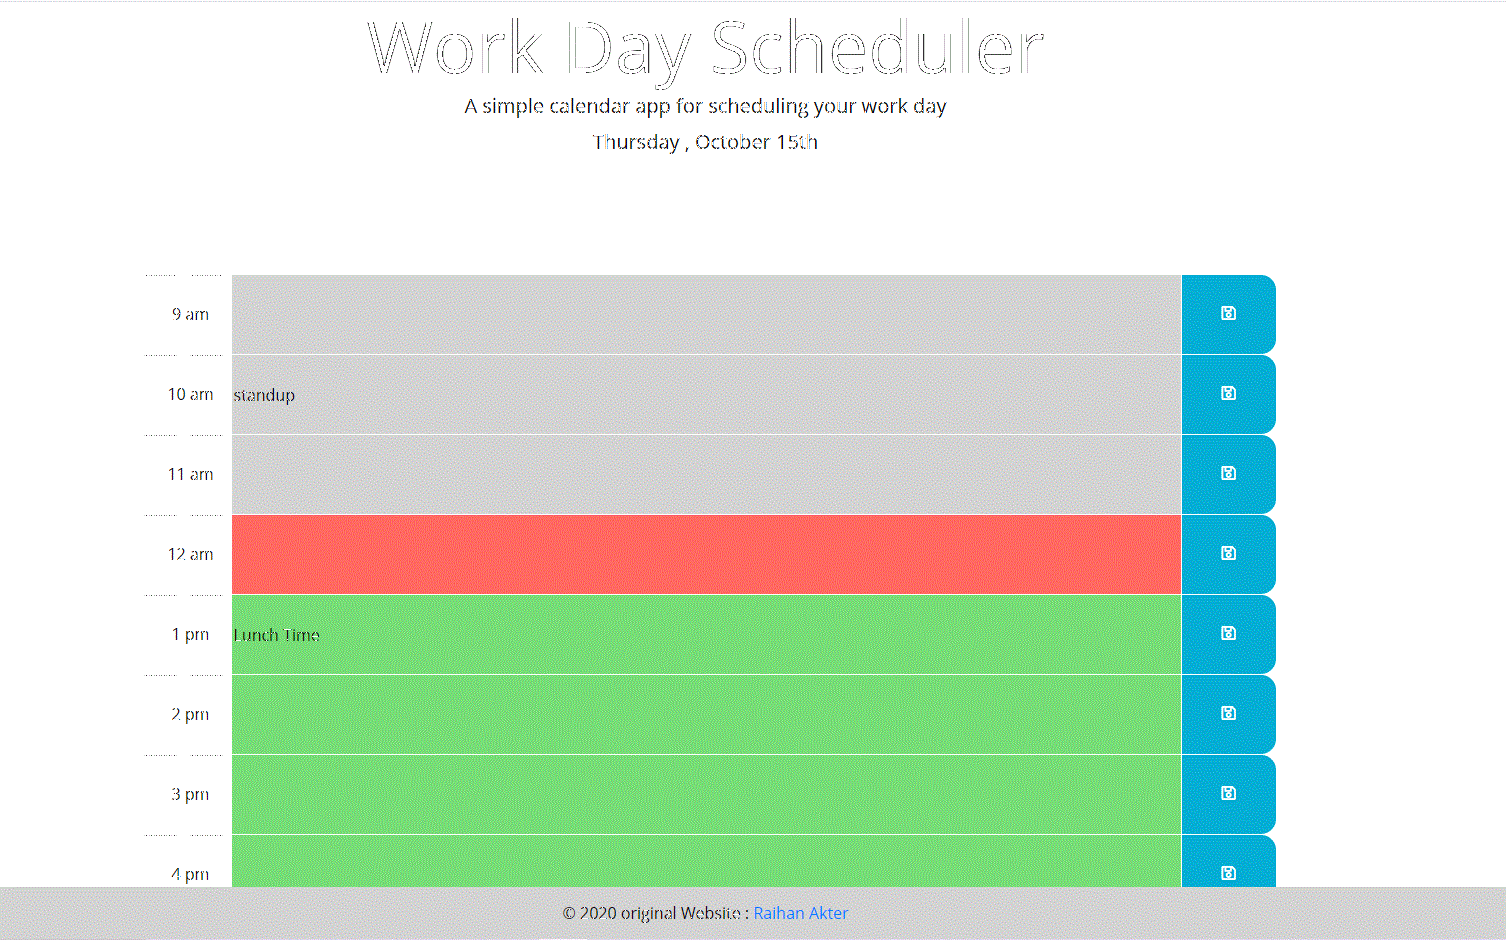 Work Day Scheduler
A simple calendar app for scheduling your work day
Thursday , October 15th
9 am
10 am standup
11 am
12 am
1 pm Lunch Time
2 pm
3 pm
4 pm
© 2020 original Website : Raihan Akter